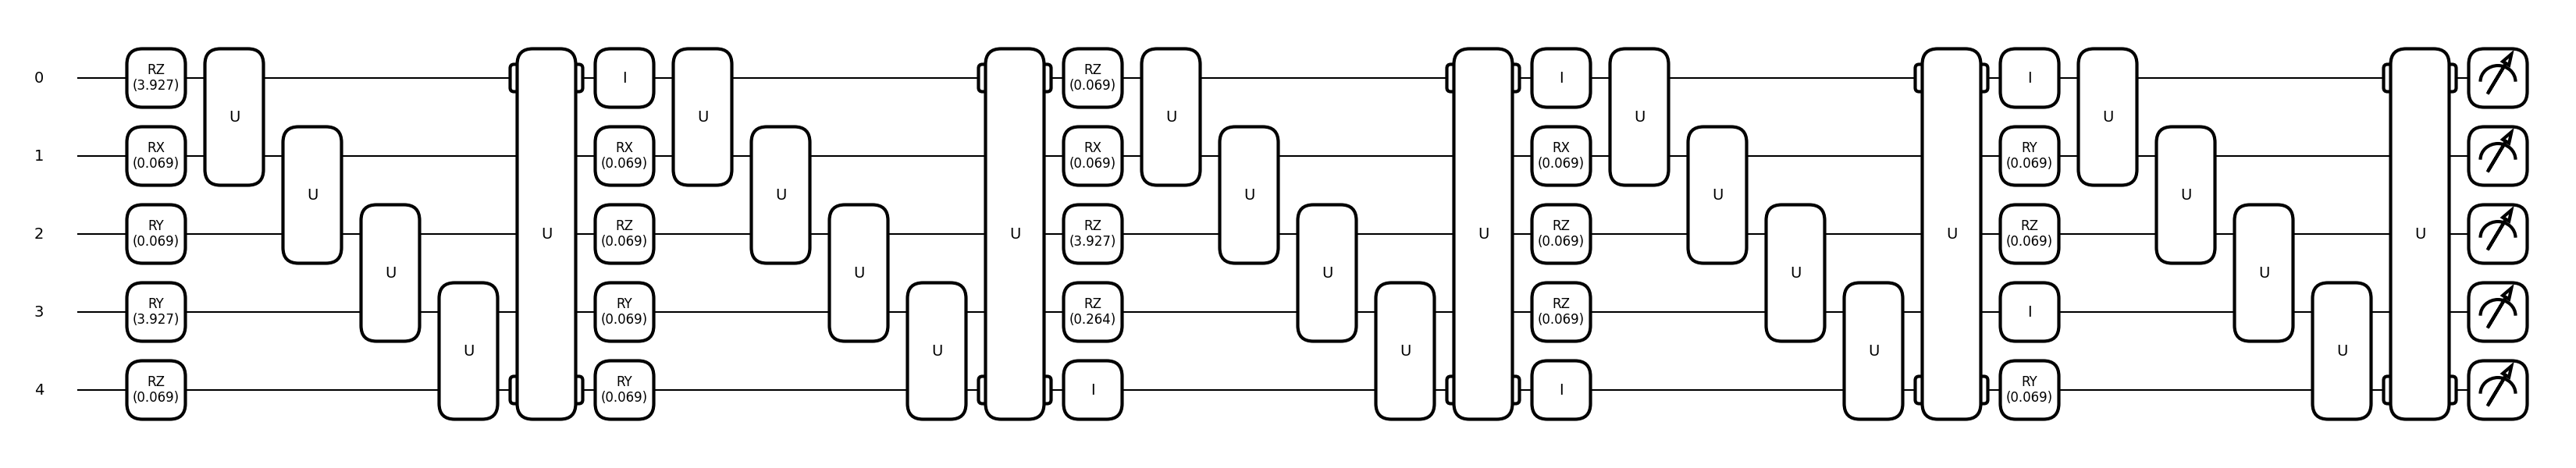 0 RZ (3.927) U U I U U RZ (0.069) U U I U U I U U
1 RX (0.069) U RX (0.069) U RX (0.069) U RX (0.069) U RY (0.069) U
2 RY (0.069) U U RZ (0.069) U U RZ (3.927) U U RZ (0.069) U U RZ (0.069) U U
3 RY (3.927) U RY (0.069) U RZ (0.264) U RZ (0.069) U I U
4 RZ (0.069) RY (0.069) I I RY (0.069)